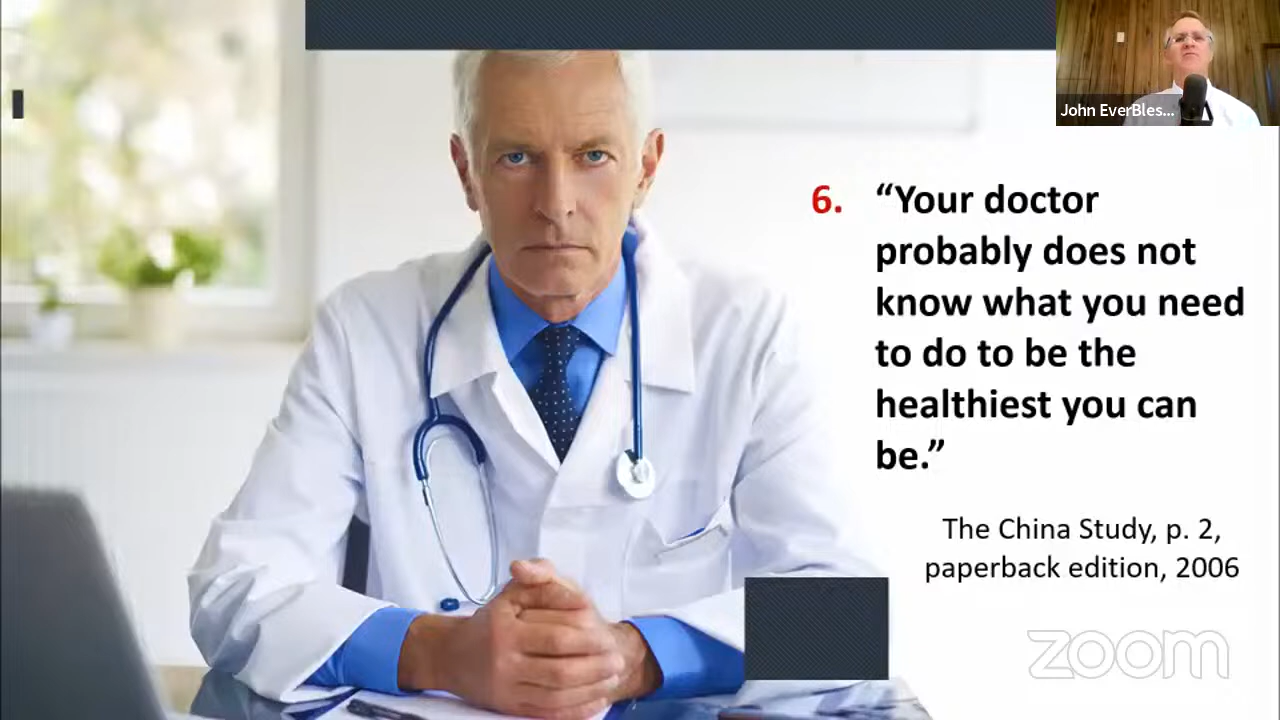 John EverBles...
6. “Your doctor
probably does not
know what you need
to do to be the
healthiest you can
be.”
The China Study, p. 2,
paperback edition, 2006
zoom